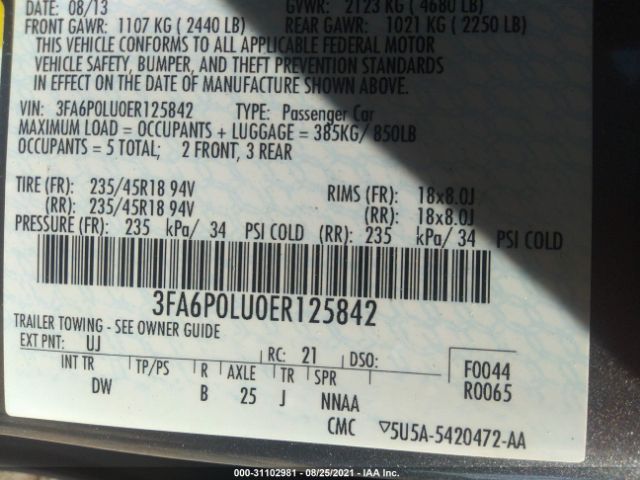 DATE: 08/13 GVWR: 2123 KG ( 4680 LB)
FRONT GAWR: 1107 KG ( 2440 LB) REAR GAWR: 1021 KG ( 2250 LB)
THIS VEHICLE CONFORMS TO ALL APPLICABLE FEDERAL MOTOR
VEHICLE SAFETY, BUMPER, AND THEFT PREVENTION STANDARDS
IN EFFECT ON THE DATE OF MANUFACTURE SHOWN ABOVE.
VIN: 3FA6P0LU0ER125842 TYPE: Passenger Car
MAXIMUM LOAD = OCCUPANTS + LUGGAGE = 385KG/ 850LB
OCCUPANTS = 5 TOTAL; 2 FRONT, 3 REAR
TIRE (FR): 235/45R18 94V RIMS (FR): 18x8.0J
(RR): 235/45R18 94V (RR): 18x8.0J
PRESSURE (FR): 235 kPa/ 34 PSI COLD (RR): 235 kPa/ 34 PSI COLD
3FA6P0LU0ER125842
TRAILER TOWING - SEE OWNER GUIDE
EXT PNT: UJ RC: 21 DSO: F0044
INT TR TP/PS R AXLE TR SPR R0065
DW B 25 J NNAA
CMC ▽5U5A-5420472-AA
000-31102981 - 08/25/2021 - IAA Inc.